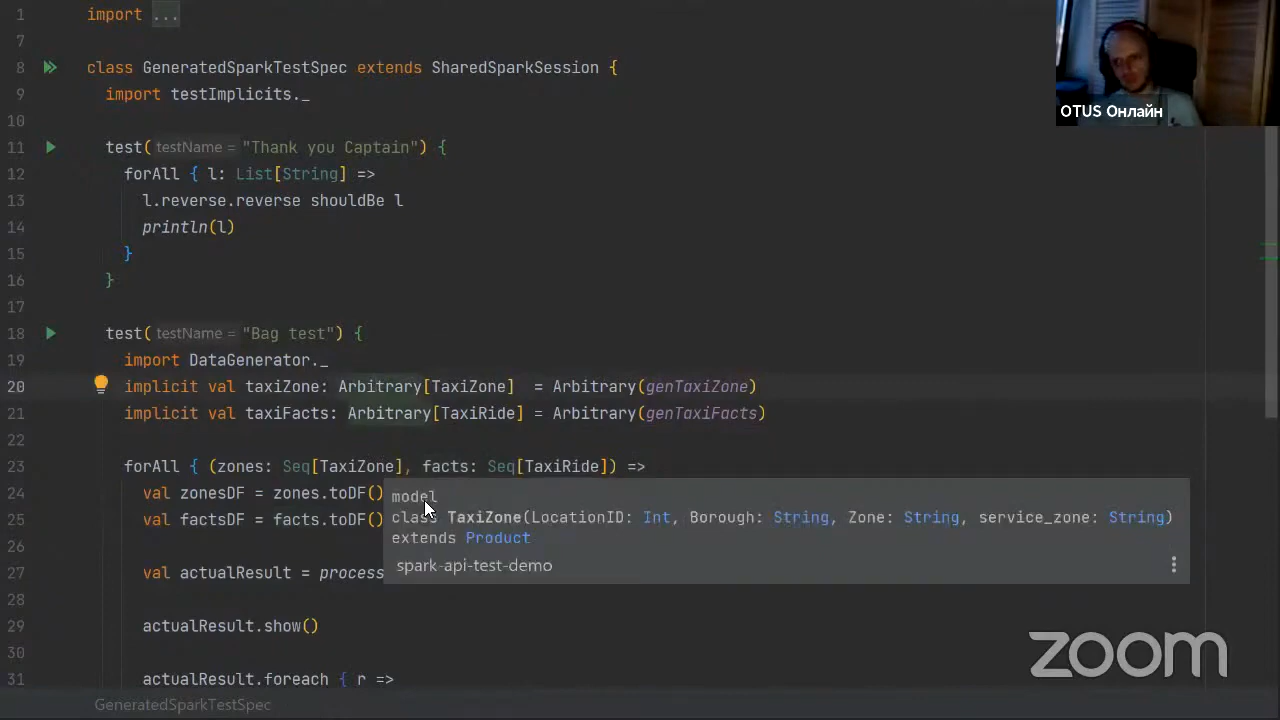 1 import ...
7
8 class GeneratedSparkTestSpec extends SharedSparkSession {
9 import testImplicits._
10
11 test( testName = "Thank you Captain") {
12 forAll { l: List[String] =>
13 l.reverse.reverse shouldBe l
14 println(l)
15 }
16 }
17
18 test( testName = "Bag test") {
19 import DataGenerator._
20 implicit val taxiZone: Arbitrary[TaxiZone] = Arbitrary(genTaxiZone)
21 implicit val taxiFacts: Arbitrary[TaxiRide] = Arbitrary(genTaxiFacts)
22
23 forAll { (zones: Seq[TaxiZone], facts: Seq[TaxiRide]) =>
24 val zonesDF = zones.toDF()
25 val factsDF = facts.toDF()
26
27 val actualResult = process
28
29 actualResult.show()
30
31 actualResult.foreach { r =>
model
class TaxiZone(LocationID: Int, Borough: String, Zone: String, service_zone: String)
extends Product
spark-api-test-demo
GeneratedSparkTestSpec
OTUS Онлайн
zoom